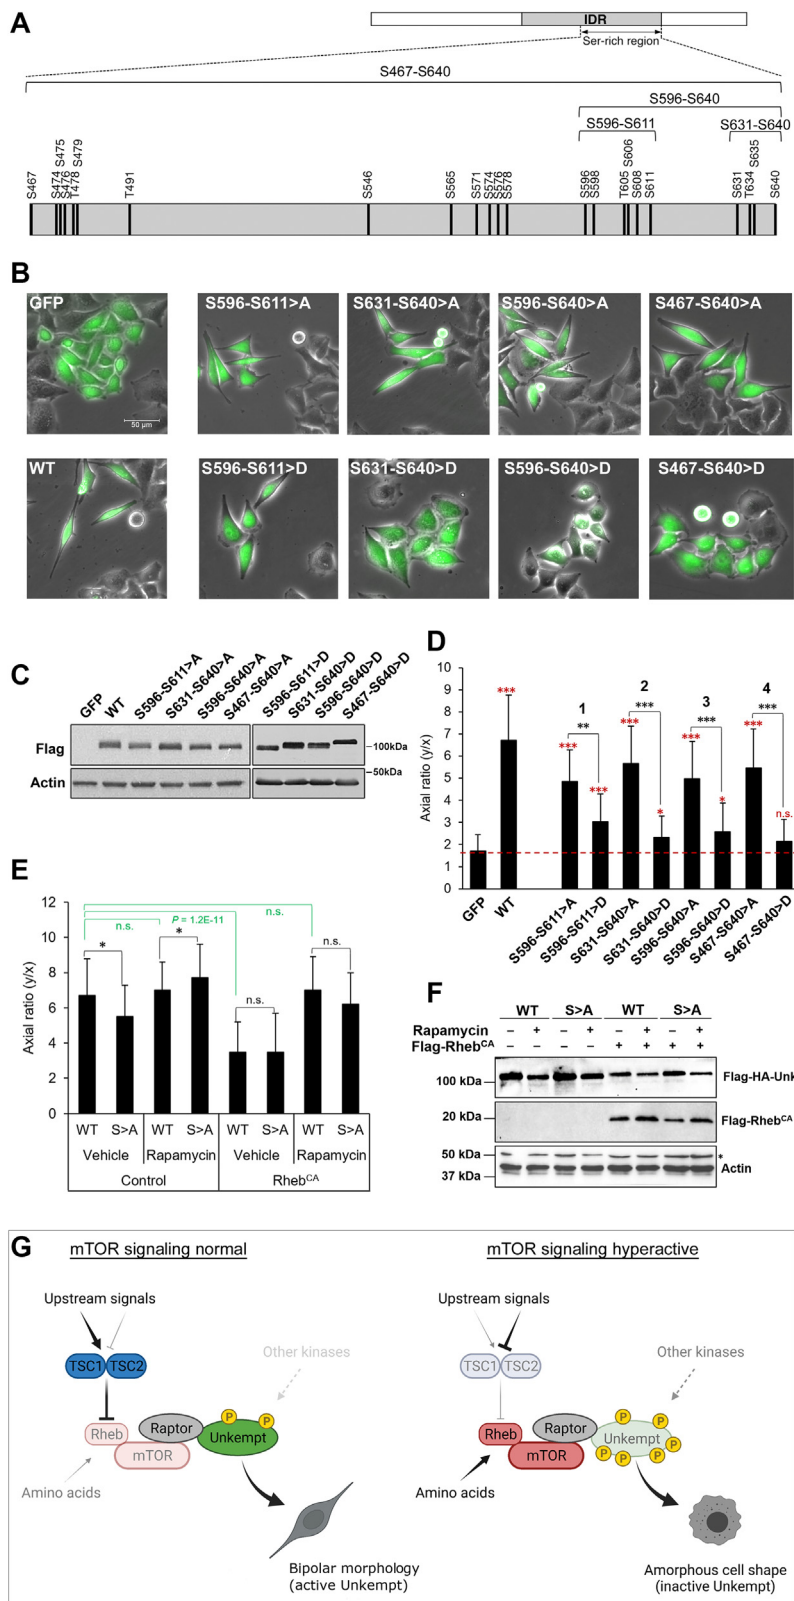 A
IDR
Ser-rich region
S467-S640
S596-S640
S596-S611
S631-S640
S467
S474
S475
S476
T478
S479
T491
S546
S565
S571
S574
S576
S578
S596
S598
T605
S606
S608
S611
S631
T634
S635
S640
B
GFP
S596-S611>A
S631-S640>A
S596-S640>A
S467-S640>A
50 µm
WT
S596-S611>D
S631-S640>D
S596-S640>D
S467-S640>D
C
GFP
WT
S596-S611>A
S631-S640>A
S596-S640>A
S467-S640>A
S596-S611>D
S631-S640>D
S596-S640>D
S467-S640>D
Flag
100kDa
50kDa
Actin
D
Axial ratio (y/x)
10
9
8
7
6
5
4
3
2
1
0
***
1
2
3
4
** *** *** ***
*** *** *** * *** * *** n.s.
GFP
WT
S596-S611>A
S596-S611>D
S631-S640>A
S631-S640>D
S596-S640>A
S596-S640>D
S467-S640>A
S467-S640>D
E
Axial ratio (y/x)
12
10
8
6
4
2
0
n.s.
P = 1.2E-11
n.s.
* * n.s. n.s.
WT S>A WT S>A WT S>A WT S>A
Vehicle Rapamycin Vehicle Rapamycin
Control RhebCA
F
WT S>A WT S>A
Rapamycin – + – + – + – +
Flag-RhebCA – – – – + + + +
100 kDa
Flag-HA-Unk
20 kDa
Flag-RhebCA
50 kDa
*
37 kDa
Actin
G
mTOR signaling normal
Upstream signals
TSC1 TSC2
Other kinases
Rheb
Raptor
P P
Unkempt
mTOR
Amino acids
Bipolar morphology
(active Unkempt)
mTOR signaling hyperactive
Upstream signals
TSC1 TSC2
Other kinases
Rheb
Raptor
P P P P P P P
Unkempt
mTOR
Amino acids
Amorphous cell shape
(inactive Unkempt)